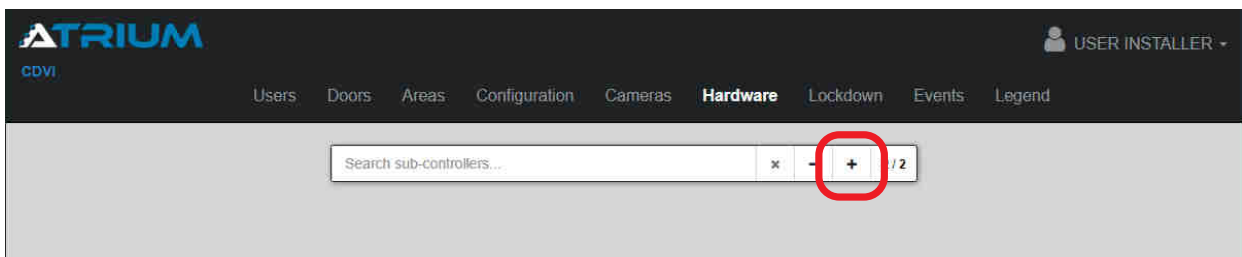 ATRIUM
USER INSTALLER
CDVI
Users Doors Areas Configuration Cameras Hardware Lockdown Events Legend
Search sub-controllers... × - + /2